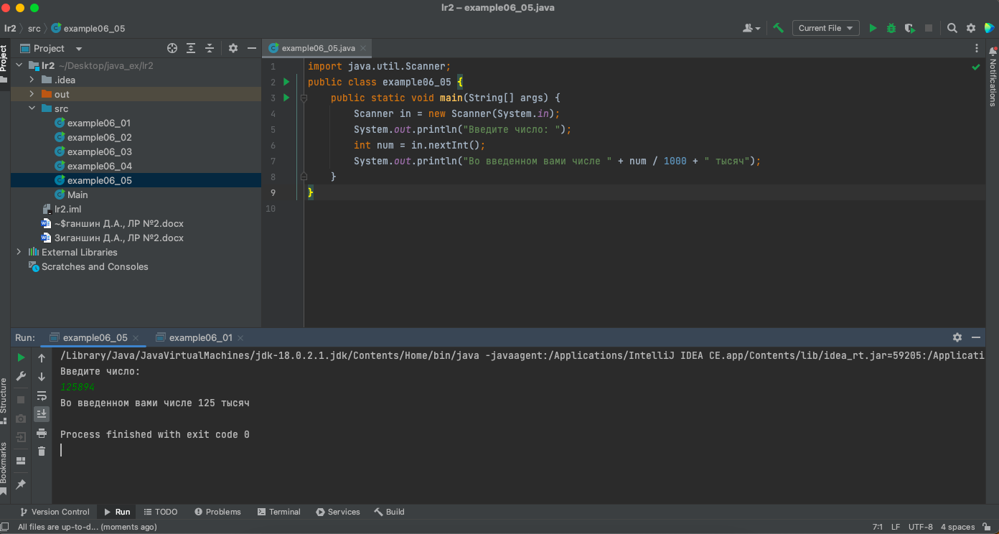 lr2 – example06_05.java
lr2 src example06_05 Current File
Project
Project
lr2 ~/Desktop/java_ex/lr2
.idea
out
src
example06_01
example06_02
example06_03
example06_04
example06_05
Main
lr2.iml
~$ганшин Д.А., ЛР №2.docx
Зиганшин Д.А., ЛР №2.docx
External Libraries
Scratches and Consoles
example06_05.java
1 import java.util.Scanner;
2 public class example06_05 {
3 public static void main(String[] args) {
4 Scanner in = new Scanner(System.in);
5 System.out.println("Введите число: ");
6 int num = in.nextInt();
7 System.out.println("Во введенном вами числе " + num / 1000 + " тысяч");
8 }
9 }
10
Notifications
Run: example06_05 example06_01
/Library/Java/JavaVirtualMachines/jdk-18.0.2.1.jdk/Contents/Home/bin/java -javaagent:/Applications/IntelliJ IDEA CE.app/Contents/lib/idea_rt.jar=59205:/Applicati
Введите число:
125894
Во введенном вами числе 125 тысяч
Process finished with exit code 0
Structure
Bookmarks
Version Control Run TODO Problems Terminal Services Build
All files are up-to-d... (moments ago) 7:1 LF UTF-8 4 spaces